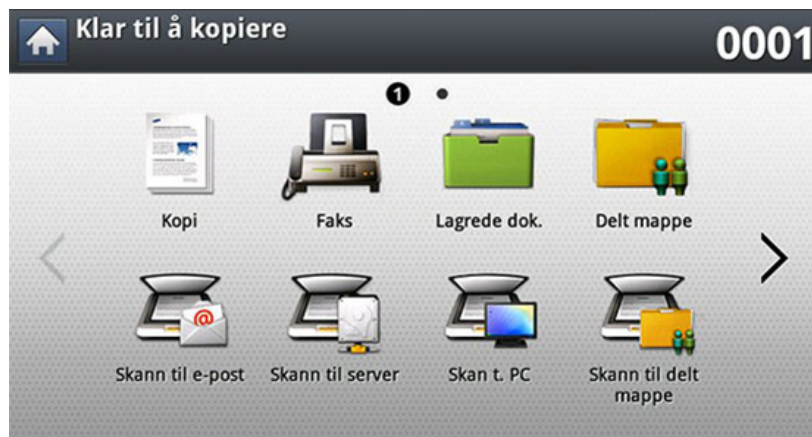 Klar til å kopiere
0001
1
Kopi
Faks
Lagrede dok.
Delt mappe
@
Skann til e-post
Skann til server
Skan t. PC
Skann til delt
mappe